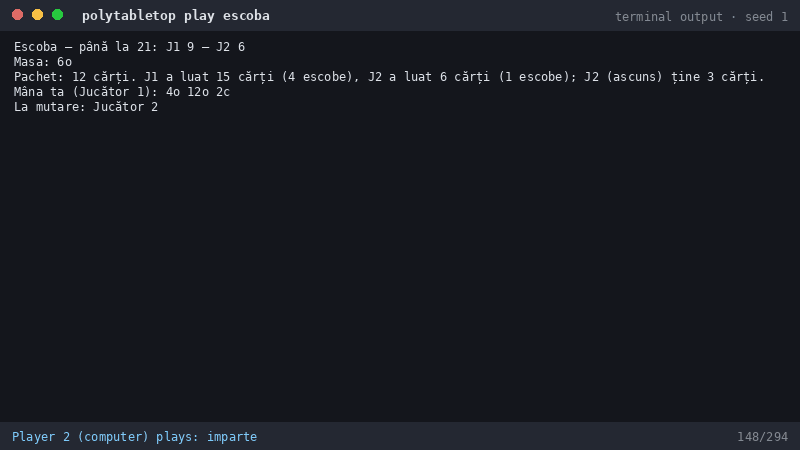 polytabletop play escoba
terminal output · seed 1
Escoba — până la 21: J1 9 — J2 6
Masa: 6o
Pachet: 12 cărți. J1 a luat 15 cărți (4 escobe), J2 a luat 6 cărți (1 escobe); J2 (ascuns) ține 3 cărți.
Mâna ta (Jucător 1): 4o 12o 2c
La mutare: Jucător 2
Player 2 (computer) plays: imparte
148/294